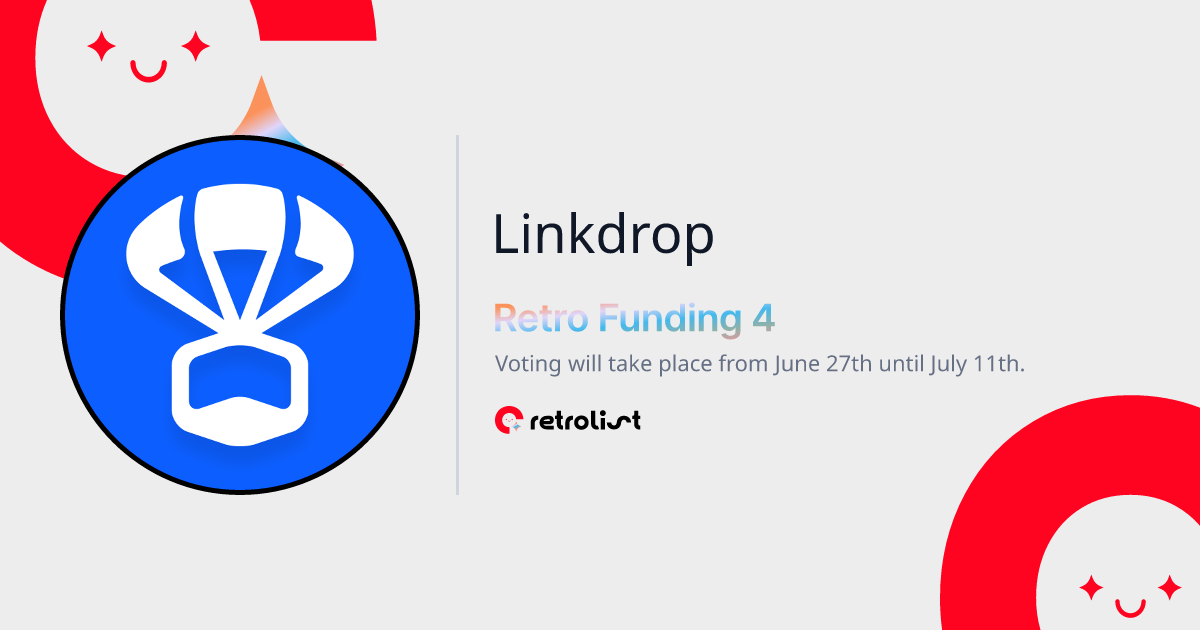 Linkdrop
Retro Funding 4
Voting will take place from June 27th until July 11th.
retrolist